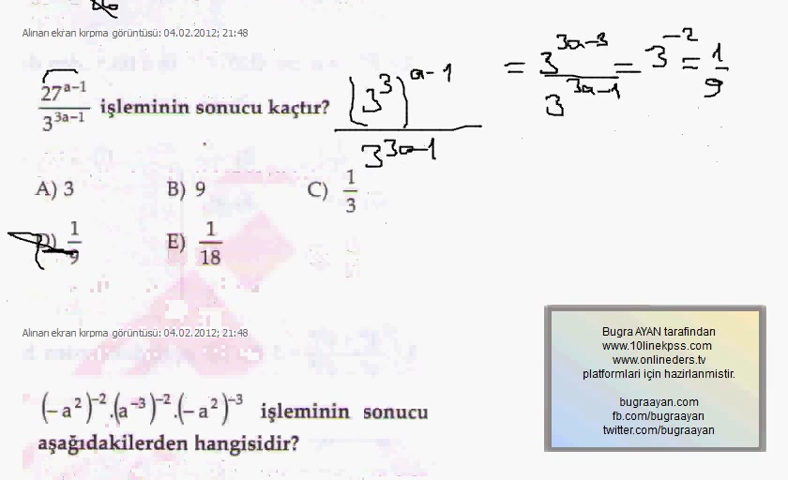 Alınan ekran kırpma görüntüsü: 04.02.2012; 21:48
27^{a-1} / 3^{3a-1} işleminin sonucu kaçtır?
(3^3)^{a-1} / 3^{3a-1} = 3^{3a-3} / 3^{3a-1} = 3^{-2} = 1/9
A) 3 B) 9 C) 1/3
D) 1/9 E) 1/18
Alınan ekran kırpma görüntüsü: 04.02.2012; 21:48
(-a^2)^{-2}.(a^{-3})^{-2}.(-a^2)^{-3} işleminin sonucu
aşağıdakilerden hangisidir?
Bugra AYAN tarafindan
www.10linekpss.com
www.onlineders.tv
platformlari için hazirlanmistir.
bugraayan.com
fb.com/bugraayan
twitter.com/bugraayan